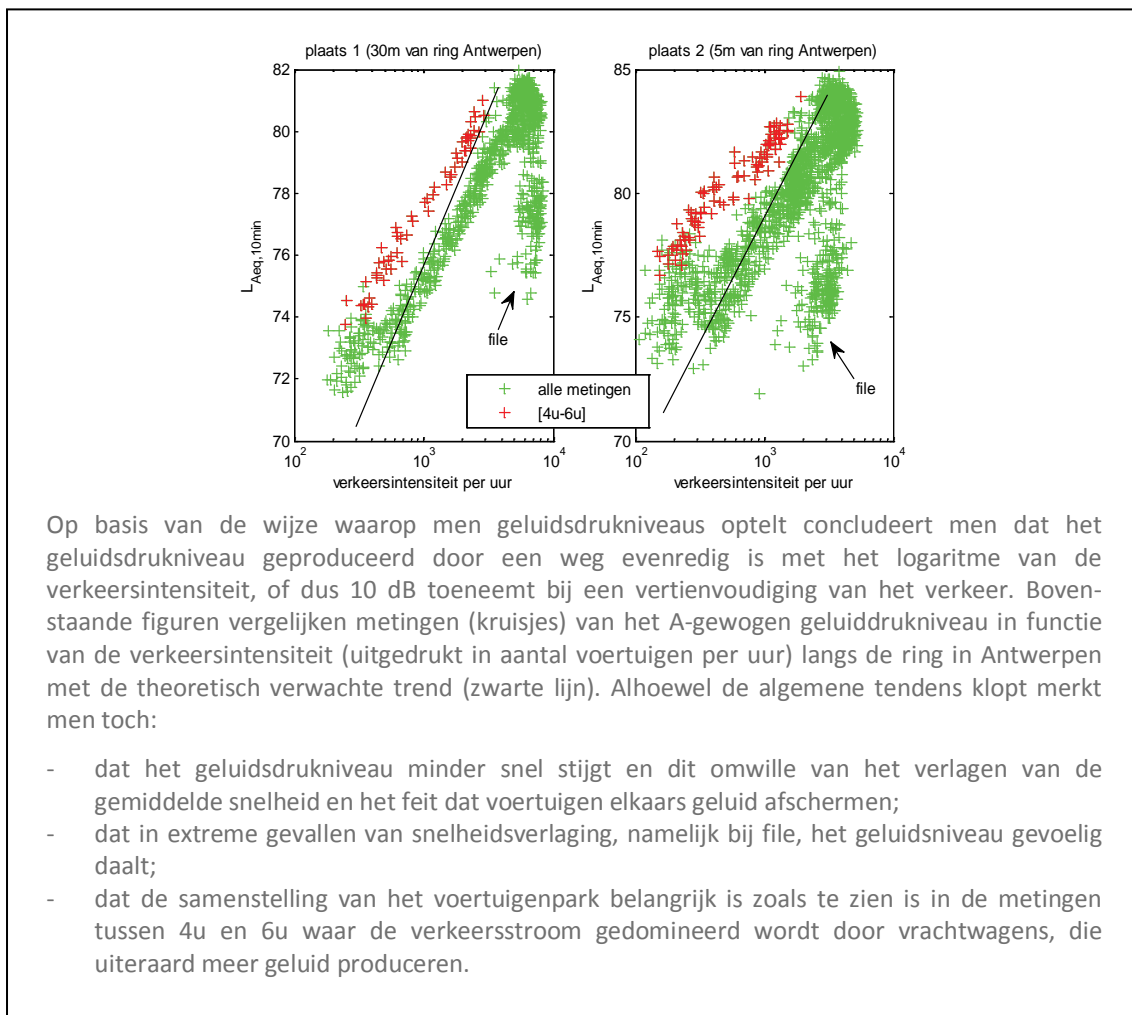 plaats 1 (30m van ring Antwerpen)
82
80
78
76
74
72
70
L_Aeq,10min
10^2
10^3
10^4
verkeersintensiteit per uur
file
plaats 2 (5m van ring Antwerpen)
85
80
75
70
L_Aeq,10min
10^2
10^3
10^4
verkeersintensiteit per uur
file
alle metingen
[4u-6u]
Op basis van de wijze waarop men geluidsdrukniveaus optelt concludeert men dat het
geluidsdrukniveau geproduceerd door een weg evenredig is met het logaritme van de
verkeersintensiteit, of dus 10 dB toeneemt bij een vertienvoudiging van het verkeer. Boven-
staande figuren vergelijken metingen (kruisjes) van het A-gewogen geluiddrukniveau in functie
van de verkeersintensiteit (uitgedrukt in aantal voertuigen per uur) langs de ring in Antwerpen
met de theoretisch verwachte trend (zwarte lijn). Alhoewel de algemene tendens klopt merkt
men toch:
- dat het geluidsdrukniveau minder snel stijgt en dit omwille van het verlagen van de
gemiddelde snelheid en het feit dat voertuigen elkaars geluid afschermen;
- dat in extreme gevallen van snelheidsverlaging, namelijk bij file, het geluidsniveau gevoelig
daalt;
- dat de samenstelling van het voertuigenpark belangrijk is zoals te zien is in de metingen
tussen 4u en 6u waar de verkeersstroom gedomineerd wordt door vrachtwagens, die
uiteraard meer geluid produceren.